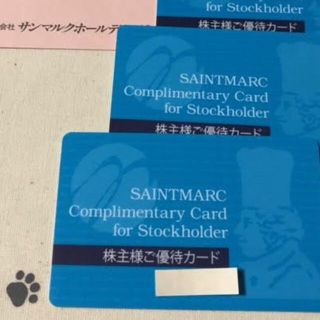 会社 サンマルクホールデ
for Stockholder
株主様ご優待カード
SAINTMARC
Complimentary Card
for Stockholder
株主様ご優待カード
SAINTMARC
Complimentary Card
for Stockholder
株主様ご優待カード